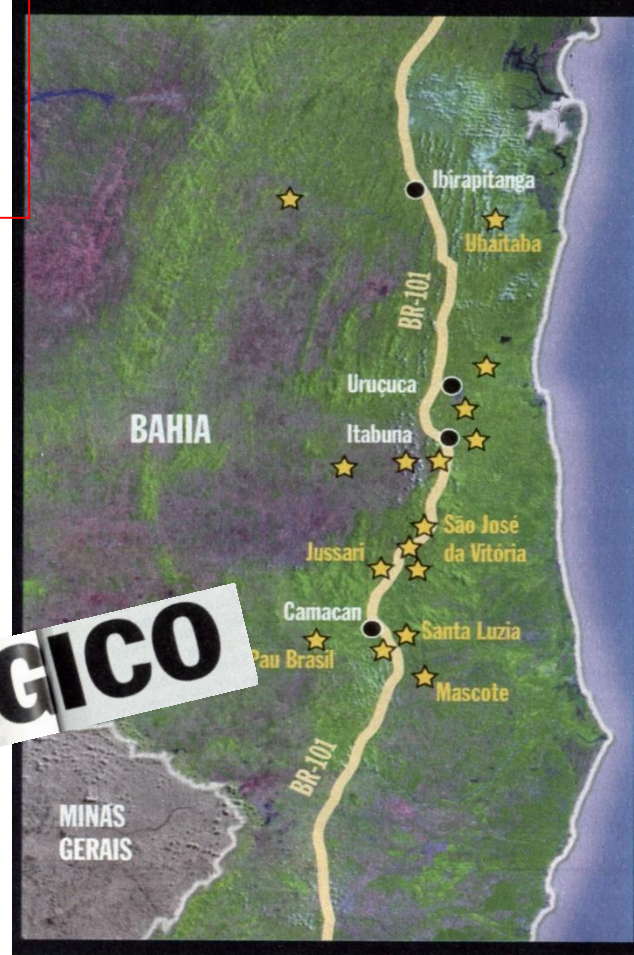 Ibirapitanga
Ubaitaba
BR-101
Uruçuca
BAHIA
Itabuna
São José
da Vitória
Jussari
Camacan
Santa Luzia
GICO
Pau Brasil
Mascote
BR-101
MINAS
GERAIS